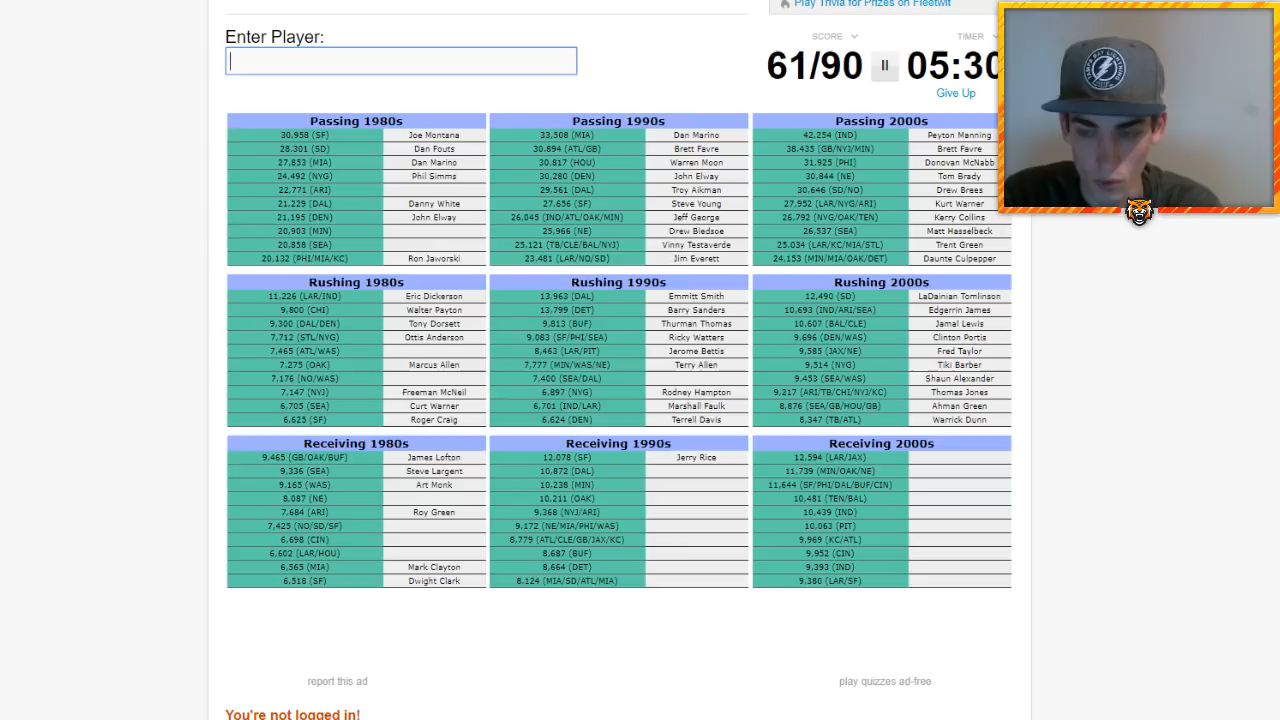 Play Trivia for Prizes on Fleetwit
Enter Player:
SCORE
TIMER
61/90
05:30
Give Up
Passing 1980s
30,958 (SF) Joe Montana
28,301 (SD) Dan Fouts
27,853 (MIA) Dan Marino
24,492 (NYG) Phil Simms
22,771 (ARI)
21,229 (DAL) Danny White
21,195 (DEN) John Elway
20,903 (MIN)
20,858 (SEA)
20.132 (PHI/MIA/KC) Ron Jaworski
Passing 1990s
33,508 (MIA) Dan Marino
30.894 (ATL/GB) Brett Favre
30.817 (HOU) Warren Moon
30,280 (DEN) John Elway
29,561 (DAL) Troy Aikman
27,656 (SF) Steve Young
26.045 (IND/ATL/OAK/MIN) Jeff George
25,966 (NE) Drew Bledsoe
25,121 (TB/CLE/BAL/NYJ) Vinny Testaverde
23.481 (LAR/NO/SD) Jim Everett
Passing 2000s
42,254 (IND) Peyton Manning
38.435 (GB/NYJ/MIN) Brett Favre
31,925 (PHI) Donovan McNabb
30,844 (NE) Tom Brady
30,646 (SD/NO) Drew Brees
27,952 (LAR/NYG/ARI) Kurt Warner
26,792 (NYG/OAK/TEN) Kerry Collins
26,537 (SEA) Matt Hasselbeck
25.034 (LAR/KC/MIA/STL) Trent Green
24.153 (MIN/MIA/OAK/DET) Daunte Culpepper
Rushing 1980s
11,226 (LAR/IND) Eric Dickerson
9,800 (CHI) Walter Payton
9,300 (DAL/DEN) Tony Dorsett
7,712 (STL/NYG) Ottis Anderson
7,465 (ATL/WAS)
7.275 (OAK) Marcus Allen
7,176 (NO/WAS)
7,147 (NYJ) Freeman McNeil
6,705 (SEA) Curt Warner
6,625 (SF) Roger Craig
Rushing 1990s
13,963 (DAL) Emmitt Smith
13,799 (DET) Barry Sanders
9,813 (BUF) Thurman Thomas
9,083 (SF/PHI/SEA) Ricky Watters
8,463 (LAR/PIT) Jerome Bettis
7,777 (MIN/WAS/NE) Terry Allen
7,400 (SEA/DAL)
6,897 (NYG) Rodney Hampton
6,701 (IND/LAR) Marshall Faulk
6,624 (DEN) Terrell Davis
Rushing 2000s
12,490 (SD) LaDainian Tomlinson
10,693 (IND/ARI/SEA) Edgerrin James
10,607 (BAL/CLE) Jamal Lewis
9,696 (DEN/WAS) Clinton Portis
9,585 (JAX/NE) Fred Taylor
9,514 (NYG) Tiki Barber
9,453 (SEA/WAS) Shaun Alexander
9,217 (ARI/TB/CHI/NYJ/KC) Thomas Jones
8,876 (SEA/GB/HOU/GB) Ahman Green
8,347 (TB/ATL) Warrick Dunn
Receiving 1980s
9.465 (GB/OAK/BUF) James Lofton
9,336 (SEA) Steve Largent
9,165 (WAS) Art Monk
8,087 (NE)
7,684 (ARI) Roy Green
7,425 (NO/SD/SF)
6,698 (CIN)
6,602 (LAR/HOU)
6,565 (MIA) Mark Clayton
6,518 (SF) Dwight Clark
Receiving 1990s
12,078 (SF) Jerry Rice
10,872 (DAL)
10,238 (MIN)
10.211 (OAK)
9,368 (NYJ/ARI)
9,172 (NE/MIA/PHI/WAS)
8,779 (ATL/CLE/GB/JAX/KC)
8,687 (BUF)
8,664 (DET)
8.124 (MIA/SD/ATL/MIA)
Receiving 2000s
12,594 (LAR/JAX)
11,739 (MIN/OAK/NE)
11,644 (SF/PHI/DAL/BUF/CIN)
10,481 (TEN/BAL)
10,439 (IND)
10,063 (PIT)
9,969 (KC/ATL)
9,952 (CIN)
9,393 (IND)
9,380 (LAR/SF)
report this ad
play quizzes ad-free
You're not logged in!
TAMPA BAY LIGHTNING